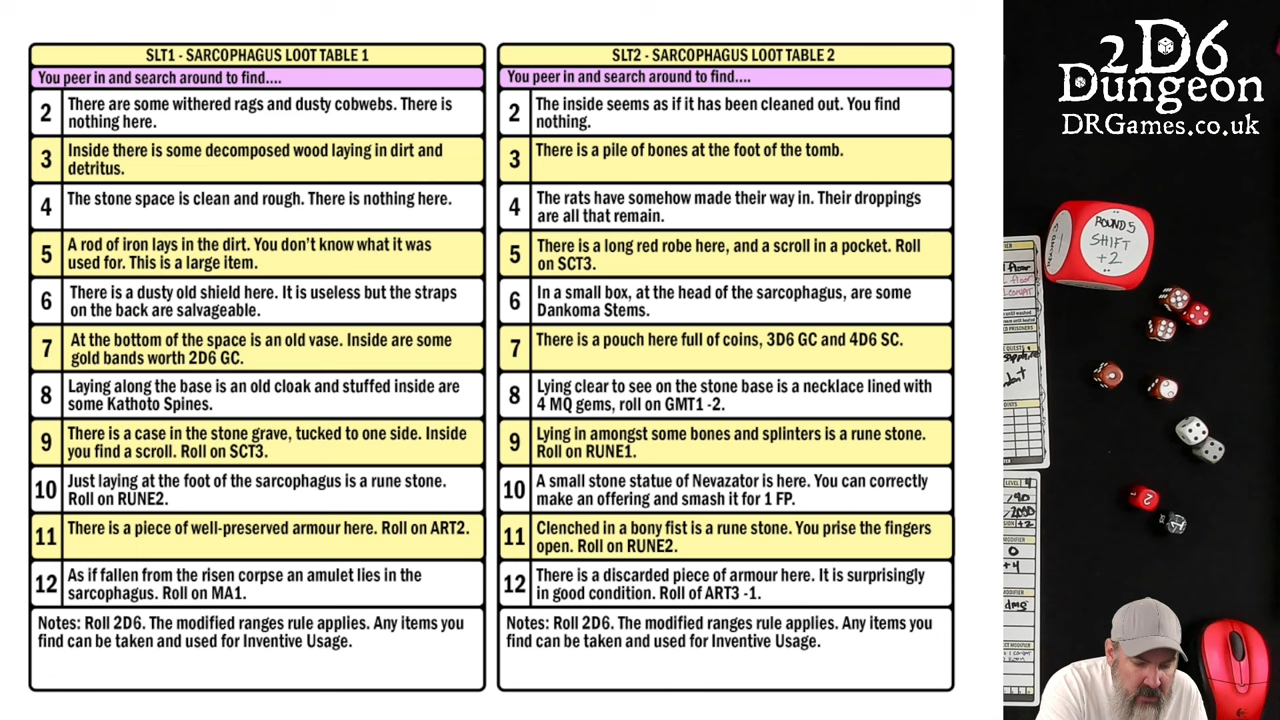 SLT1 - SARCOPHAGUS LOOT TABLE 1
You peer in and search around to find....
2
There are some withered rags and dusty cobwebs. There is
nothing here.
3
Inside there is some decomposed wood laying in dirt and
detritus.
4
The stone space is clean and rough. There is nothing here.
5
A rod of iron lays in the dirt. You don't know what it was
used for. This is a large item.
6
There is a dusty old shield here. It is useless but the straps
on the back are salvageable.
7
At the bottom of the space is an old vase. Inside are some
gold bands worth 2D6 GC.
8
Laying along the base is an old cloak and stuffed inside are
some Kathoto Spines.
9
There is a case in the stone grave, tucked to one side. Inside
you find a scroll. Roll on SCT3.
10
Just laying at the foot of the sarcophagus is a rune stone.
Roll on RUNE2.
11
There is a piece of well-preserved armour here. Roll on ART2.
12
As if fallen from the risen corpse an amulet lies in the
sarcophagus. Roll on MA1.
Notes: Roll 2D6. The modified ranges rule applies. Any items you
find can be taken and used for Inventive Usage.
SLT2 - SARCOPHAGUS LOOT TABLE 2
You peer in and search around to find....
2
The inside seems as if it has been cleaned out. You find
nothing.
3
There is a pile of bones at the foot of the tomb.
4
The rats have somehow made their way in. Their droppings
are all that remain.
5
There is a long red robe here, and a scroll in a pocket. Roll
on SCT3.
6
In a small box, at the head of the sarcophagus, are some
Dankoma Stems.
7
There is a pouch here full of coins, 3D6 GC and 4D6 SC.
8
Lying clear to see on the stone base is a necklace lined with
4 MQ gems, roll on GMT1 -2.
9
Lying in amongst some bones and splinters is a rune stone.
Roll on RUNE1.
10
A small stone statue of Nevazator is here. You can correctly
make an offering and smash it for 1 FP.
11
Clenched in a bony fist is a rune stone. You prise the fingers
open. Roll on RUNE2.
12
There is a discarded piece of armour here. It is surprisingly
in good condition. Roll of ART3 -1.
Notes: Roll 2D6. The modified ranges rule applies. Any items you
find can be taken and used for Inventive Usage.
2D6
Dungeon
DRGames.co.uk
ROUND 5
SHIFT
+2
floor
LEVEL 4
+2
0
+4
dmg